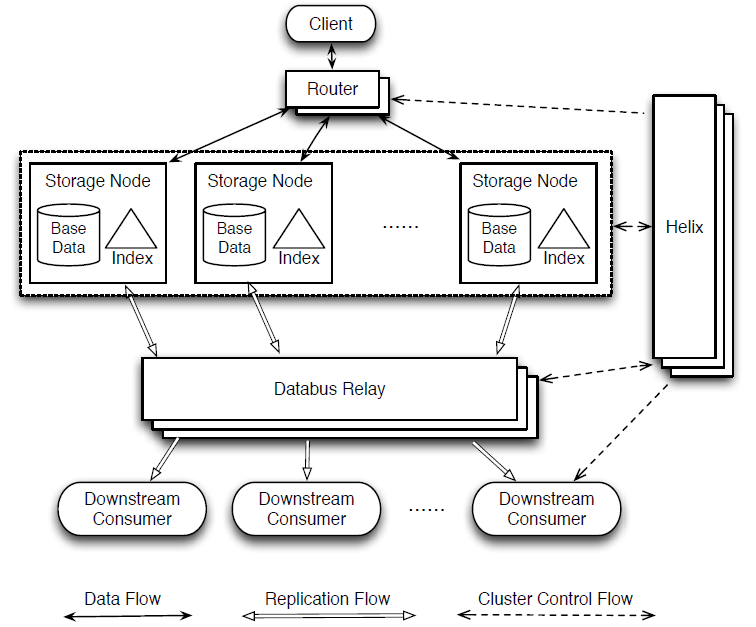 Client
Router
Helix
Storage Node
Base
Data
Index
Storage Node
Base
Data
Index
......
Storage Node
Base
Data
Index
Databus Relay
Downstream
Consumer
Downstream
Consumer
......
Downstream
Consumer
Data Flow
Replication Flow
Cluster Control Flow